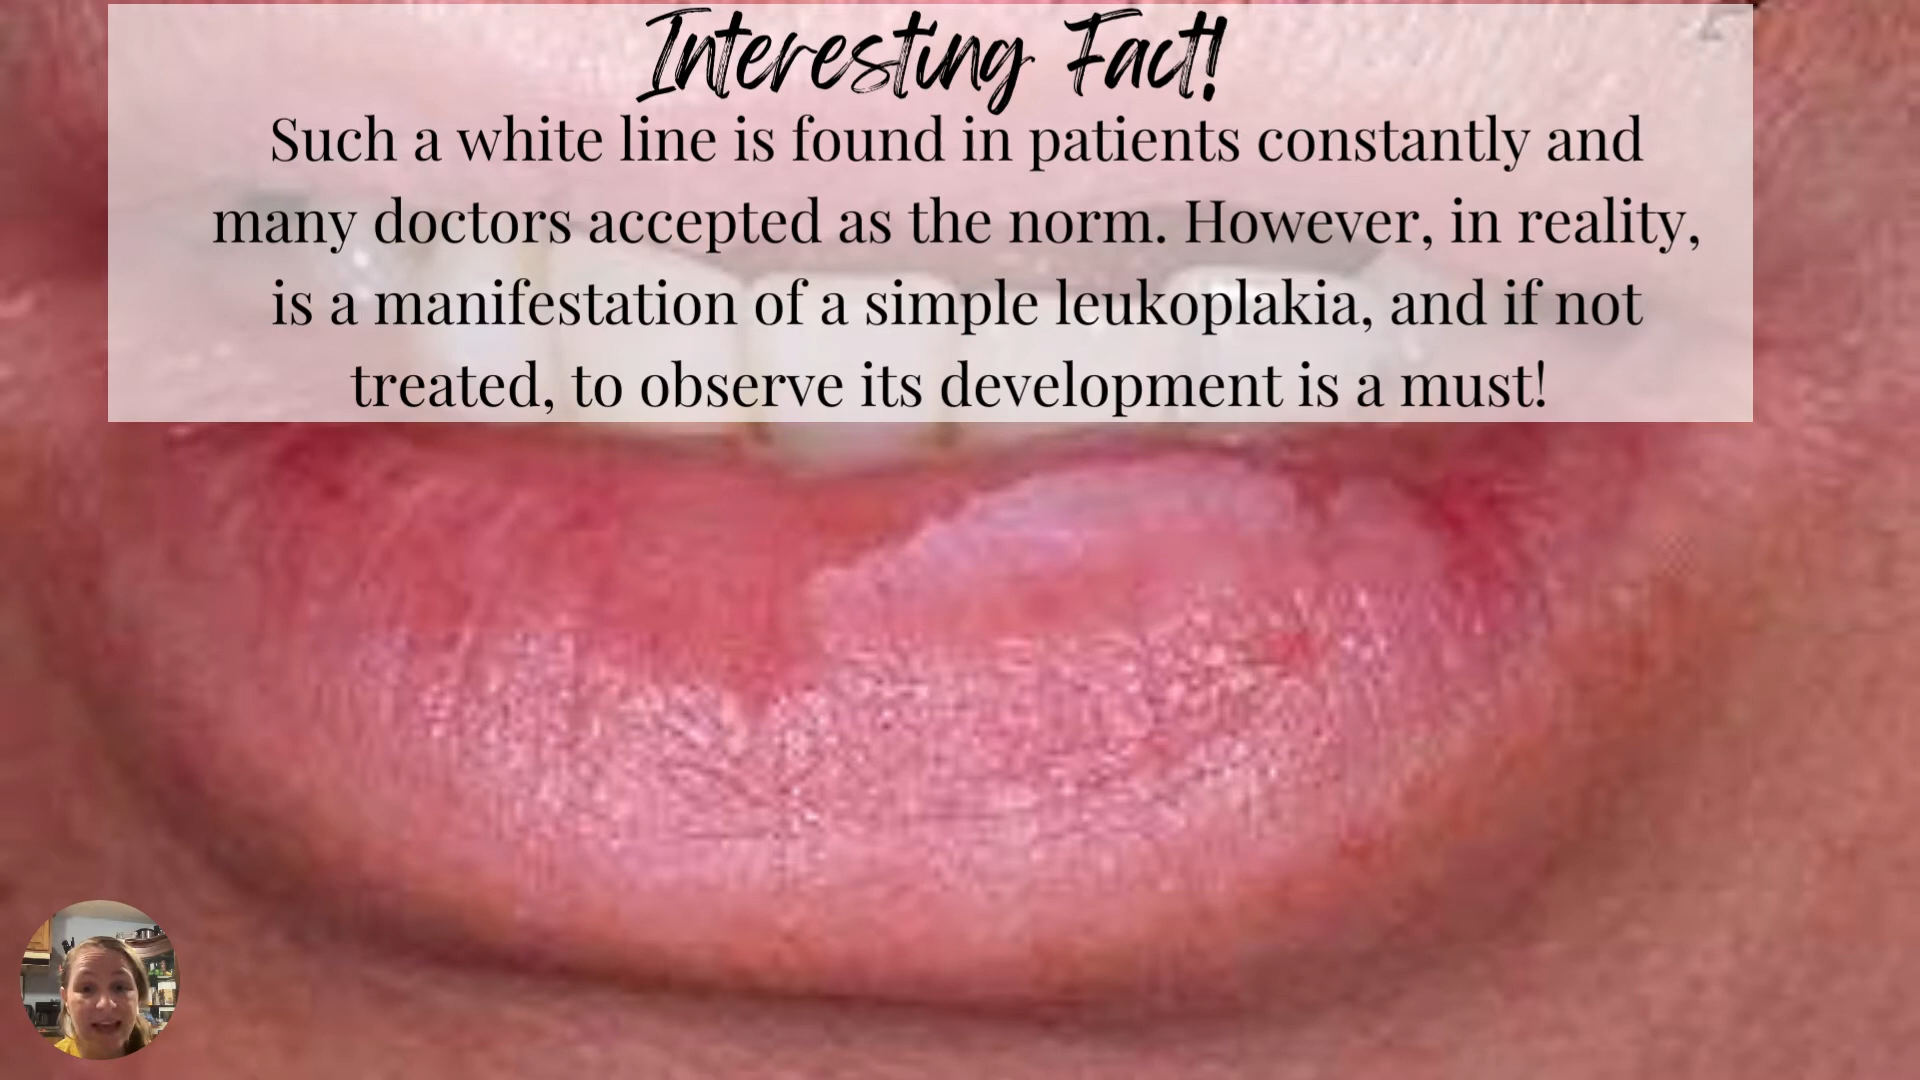 Interesting Fact!
Such a white line is found in patients constantly and
many doctors accepted as the norm. However, in reality,
is a manifestation of a simple leukoplakia, and if not
treated, to observe its development is a must!